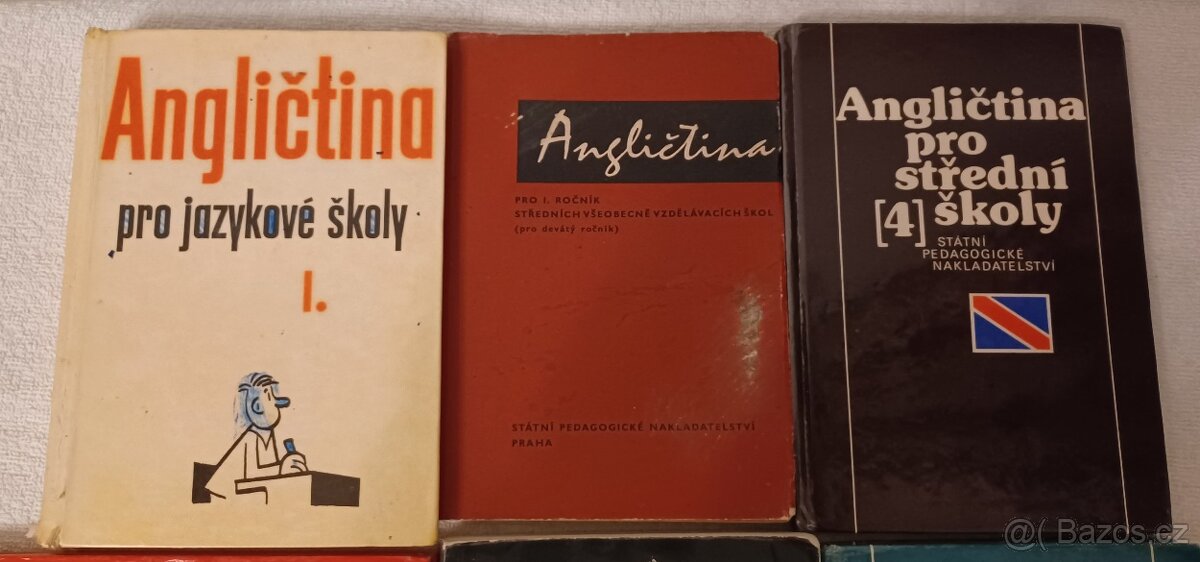 Angličtina
pro jazykové školy
I.
Angličtina
PRO I. ROČNÍK
STŘEDNÍCH VŠEOBECNĚ VZDĚLÁVACÍCH ŠKOL
(pro devátý ročník)
STÁTNÍ PEDAGOGICKÉ NAKLADATELSTVÍ
PRAHA
Angličtina
pro
střední
[4] školy
STÁTNÍ
PEDAGOGICKÉ
NAKLADATELSTVÍ
Bazos.cz